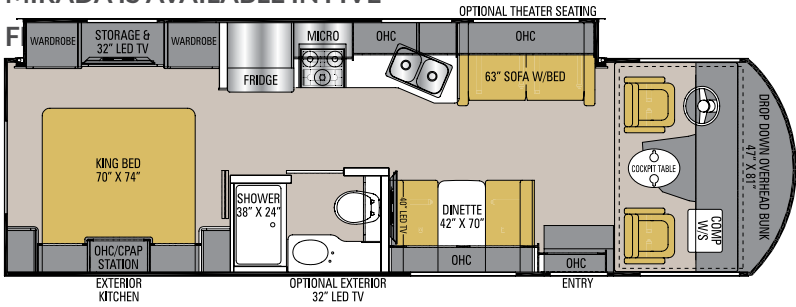 OPTIONAL THEATER SEATING
WARDROBE
STORAGE &
32" LED TV
WARDROBE
MICRO
OHC
OHC
FRIDGE
63" SOFA W/BED
KING BED
70" X 74"
SHOWER
38" X 24"
40" LED TV
DINETTE
42" X 70"
COCKPIT TABLE
DROP DOWN OVERHEAD BUNK
47" X 81"
COMP
W/S
OHC/CPAP
STATION
OHC
OHC
EXTERIOR
KITCHEN
OPTIONAL EXTERIOR
32" LED TV
ENTRY